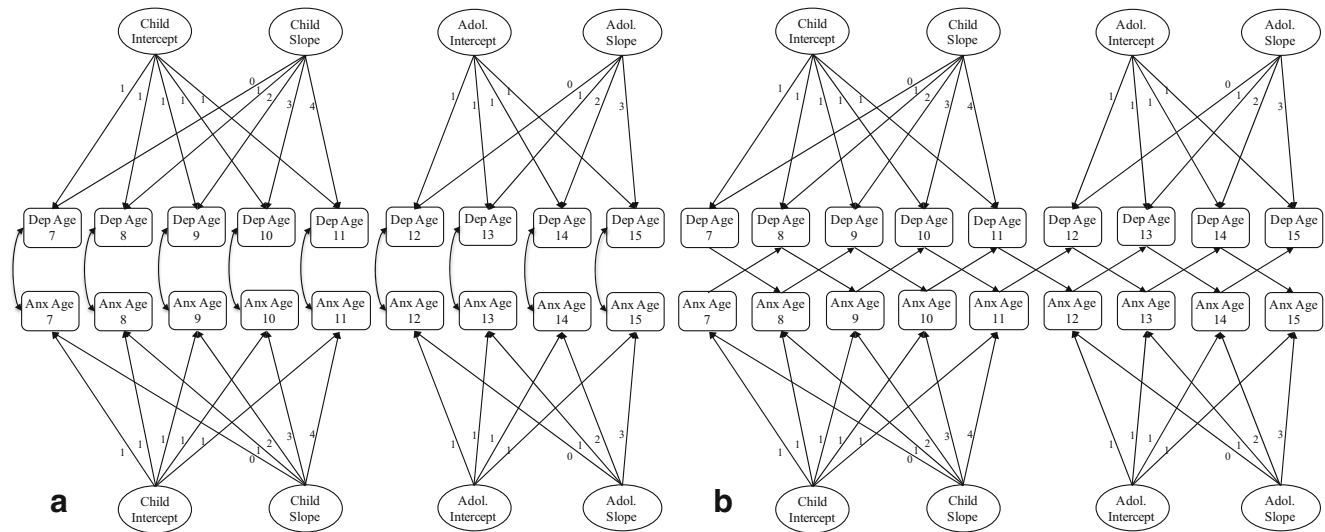 Child
Intercept
Child
Slope
Adol.
Intercept
Adol.
Slope
1 1 1 1 1 0 1 2 3 4
1 1 1 1 0 1 2 3
Dep Age
7
Dep Age
8
Dep Age
9
Dep Age
10
Dep Age
11
Dep Age
12
Dep Age
13
Dep Age
14
Dep Age
15
Anx Age
7
Anx Age
8
Anx Age
9
Anx Age
10
Anx Age
11
Anx Age
12
Anx Age
13
Anx Age
14
Anx Age
15
1 1 1 1 1 0 1 2 3 4
1 1 1 1 0 1 2 3
a
Child
Intercept
Child
Slope
Adol.
Intercept
Adol.
Slope
Child
Intercept
Child
Slope
Adol.
Intercept
Adol.
Slope
1 1 1 1 1 0 1 2 3 4
1 1 1 1 0 1 2 3
Dep Age
7
Dep Age
8
Dep Age
9
Dep Age
10
Dep Age
11
Dep Age
12
Dep Age
13
Dep Age
14
Dep Age
15
Anx Age
7
Anx Age
8
Anx Age
9
Anx Age
10
Anx Age
11
Anx Age
12
Anx Age
13
Anx Age
14
Anx Age
15
1 1 1 1 1 0 1 2 3 4
1 1 1 1 0 1 2 3
b
Child
Intercept
Child
Slope
Adol.
Intercept
Adol.
Slope